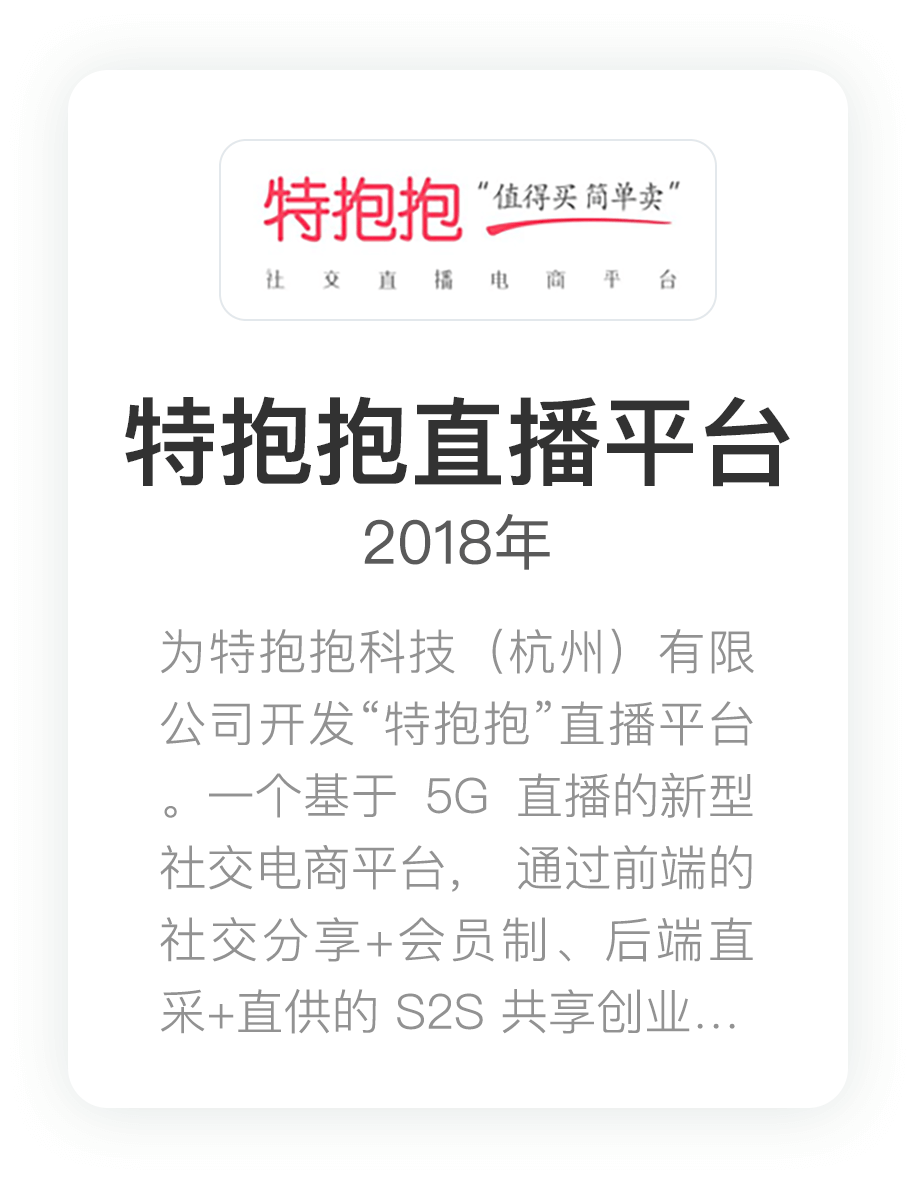 特抱抱 “值得买 简单卖”
社交直播电商平台
特抱抱直播平台
2018年
为特抱抱科技（杭州）有限
公司开发“特抱抱”直播平台
。一个基于 5G 直播的新型
社交电商平台， 通过前端的
社交分享+会员制、后端直
采+直供的 S2S 共享创业...